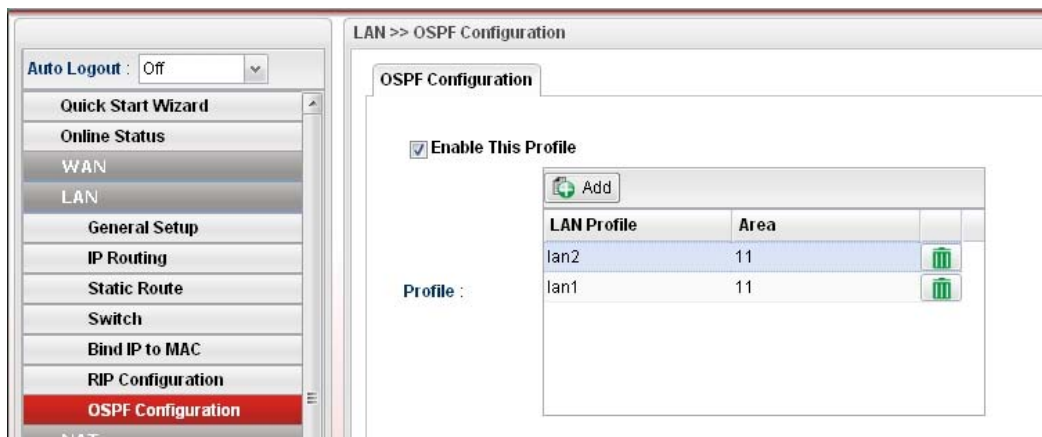 LAN >> OSPF Configuration
Auto Logout : Off
Quick Start Wizard
Online Status
WAN
LAN
General Setup
IP Routing
Static Route
Switch
Bind IP to MAC
RIP Configuration
OSPF Configuration
NAT
OSPF Configuration
Enable This Profile
Add
LAN Profile Area
lan2 11
lan1 11
Profile :